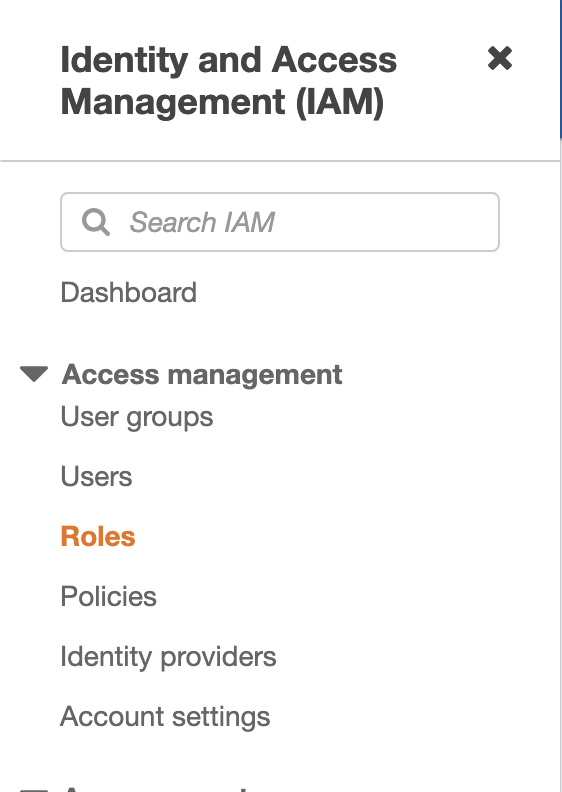 Identity and Access
Management (IAM)
Search IAM
Dashboard
Access management
User groups
Users
Roles
Policies
Identity providers
Account settings